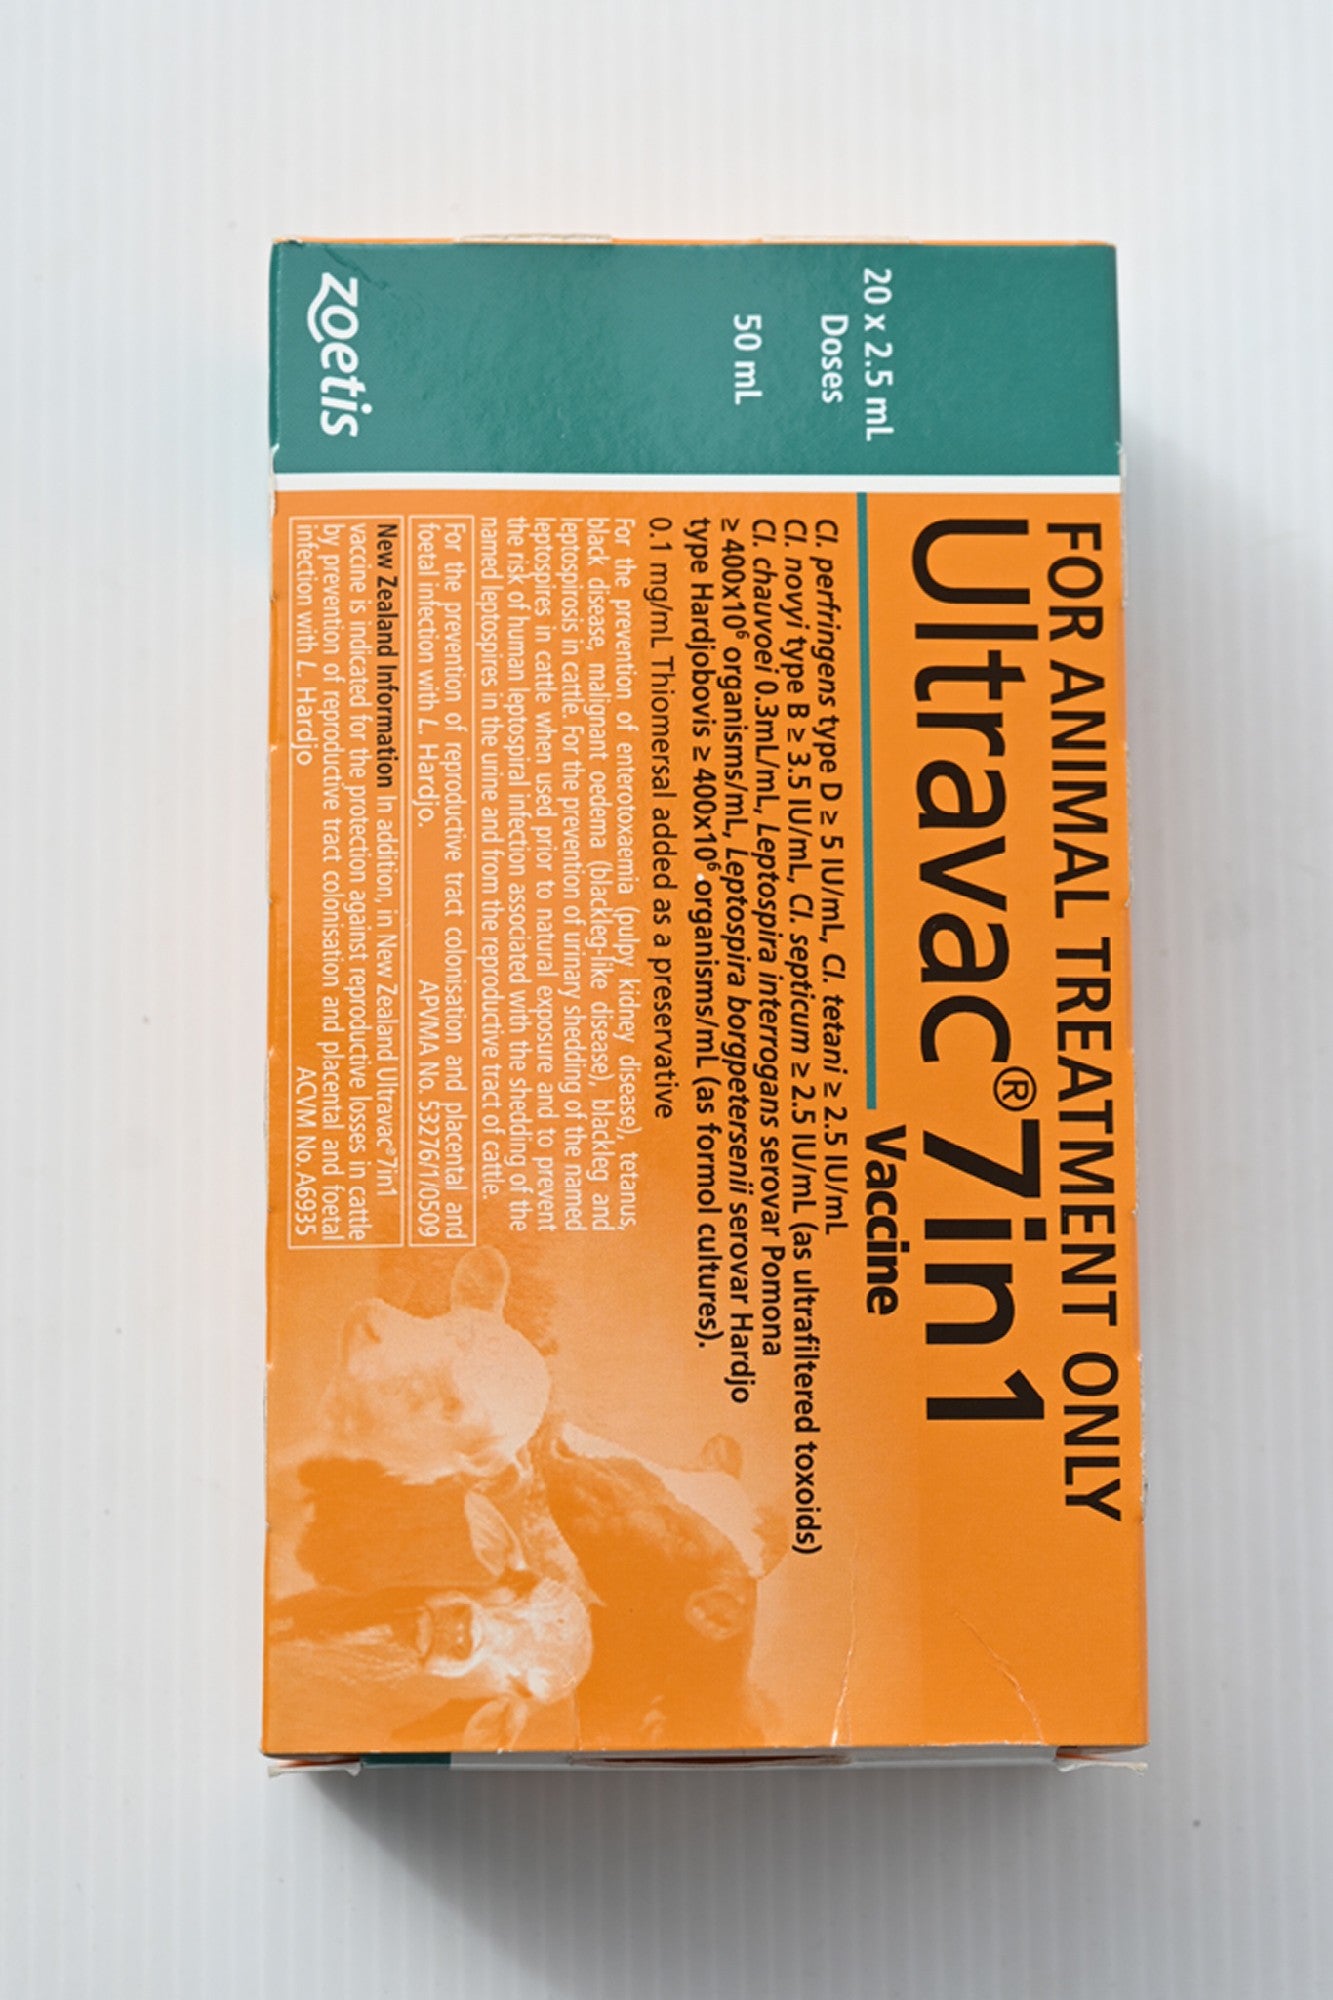 FOR ANIMAL TREATMENT ONLY
Ultravac®7in1
Vaccine
Cl. perfringens type D ≥ 5 IU/mL, Cl. tetani ≥ 2.5 IU/mL
Cl. novyi type B ≥ 3.5 IU/mL, Cl. septicum ≥ 2.5 IU/mL (as ultrafiltered toxoids)
Cl. chauvoei 0.3mL/mL, Leptospira interrogans serovar Pomona
≥ 400x10⁶ organisms/mL, Leptospira borgpetersenii serovar Hardjo
type Hardjobovis ≥ 400x10⁶ organisms/mL (as formol cultures).
0.1 mg/mL Thiomersal added as a preservative
For the prevention of enterotoxaemia (pulpy kidney disease), tetanus,
black disease, malignant oedema (blackleg-like disease), blackleg and
leptospirosis in cattle. For the prevention of urinary shedding of the named
leptospires in cattle when used prior to natural exposure and to prevent
the risk of human leptospiral infection associated with the shedding of the
named leptospires in the urine and from the reproductive tract of cattle.
For the prevention of reproductive tract colonisation and placental and
foetal infection with L. Hardjo. APVMA No. 53276/1/0509
New Zealand Information In addition, in New Zealand Ultravac®7in1
vaccine is indicated for the protection against reproductive losses in cattle
by prevention of reproductive tract colonisation and placental and foetal
infection with L. Hardjo ACVM No. A6935
20 x 2.5 mL
Doses
50 mL
zoetis